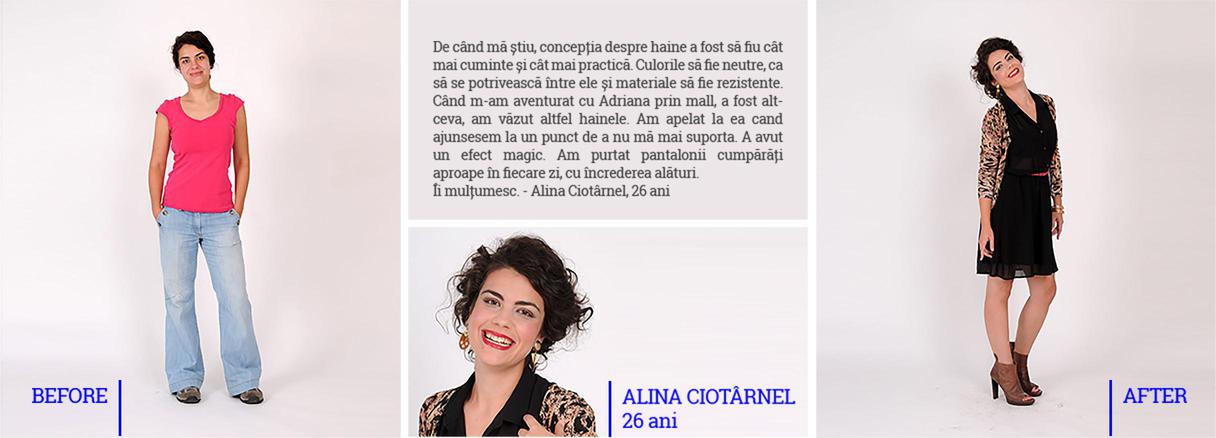 De când mă știu, concepția despre haine a fost să fiu cât
mai cuminte și cât mai practică. Culorile să fie neutre, ca
să se potrivească între ele și materiale să fie rezistente.
Când m-am aventurat cu Adriana prin mall, a fost alt-
ceva, am văzut altfel hainele. Am apelat la ea cand
ajunsesem la un punct de a nu mă mai suporta. A avut
un efect magic. Am purtat pantalonii cumpărăți
aproape în fiecare zi, cu încrederea alături.
Îi mulțumesc. - Alina Ciotârnel, 26 ani
BEFORE
ALINA CIOTÂRNEL
26 ani
AFTER